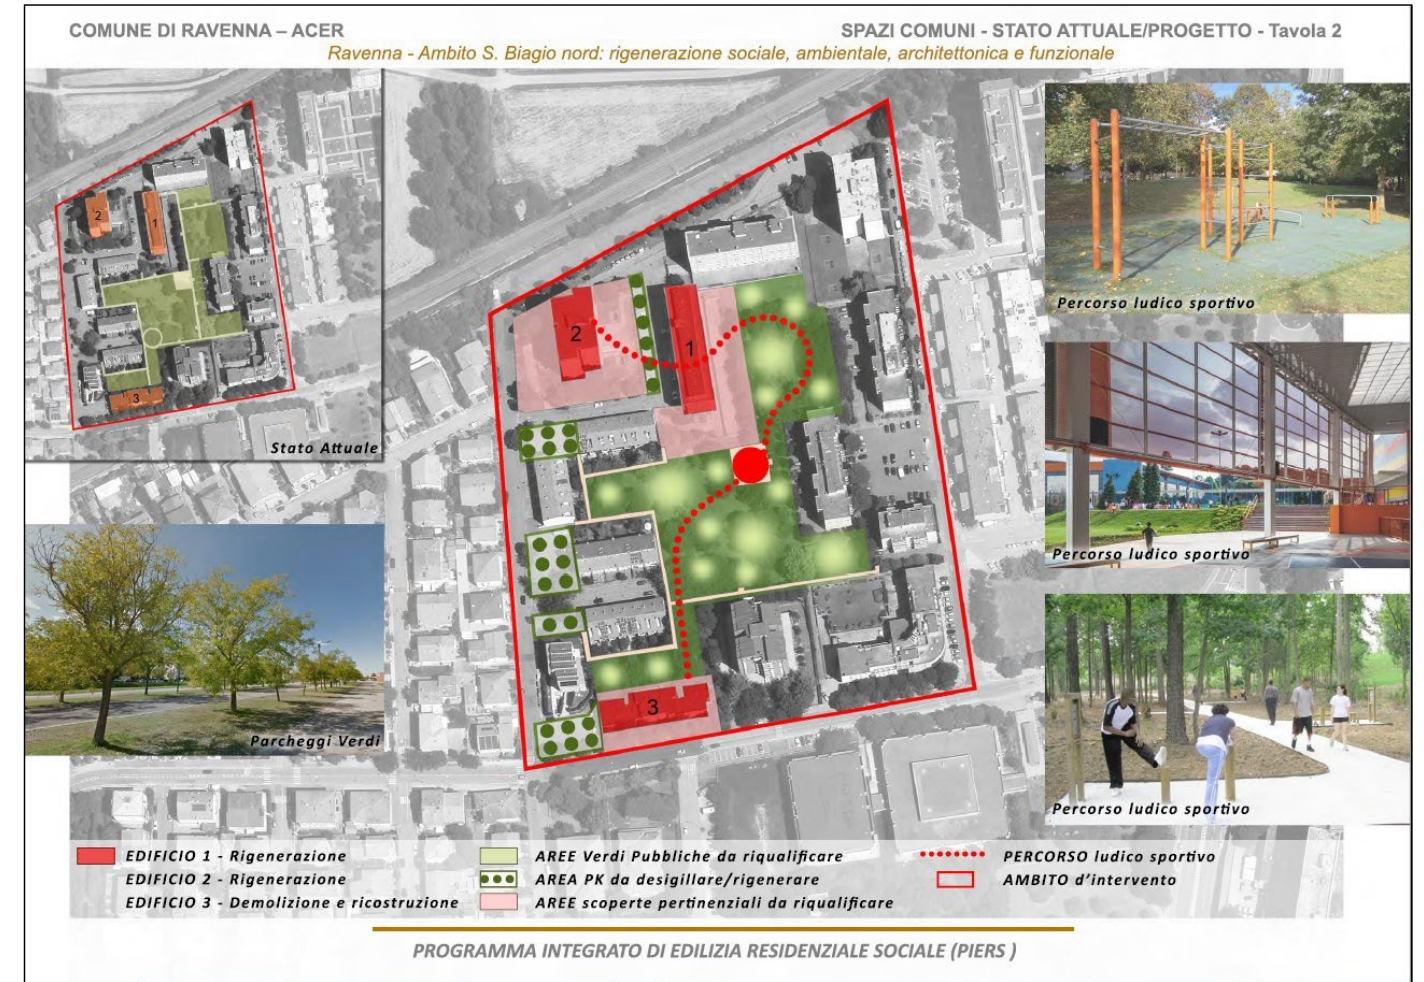 COMUNE DI RAVENNA – ACER
SPAZI COMUNI - STATO ATTUALE/PROGETTO - Tavola 2
Ravenna - Ambito S. Biagio nord: rigenerazione sociale, ambientale, architettonica e funzionale
2
1
3
Stato Attuale
Parcheggi Verdi
2
1
3
Percorso ludico sportivo
Percorso ludico sportivo
Percorso ludico sportivo
EDIFICIO 1 - Rigenerazione
EDIFICIO 2 - Rigenerazione
EDIFICIO 3 - Demolizione e ricostruzione
AREE Verdi Pubbliche da riqualificare
AREA PK da desigillare/rigenerare
AREE scoperte pertinenziali da riqualificare
PERCORSO ludico sportivo
AMBITO d'intervento
PROGRAMMA INTEGRATO DI EDILIZIA RESIDENZIALE SOCIALE (PIERS )